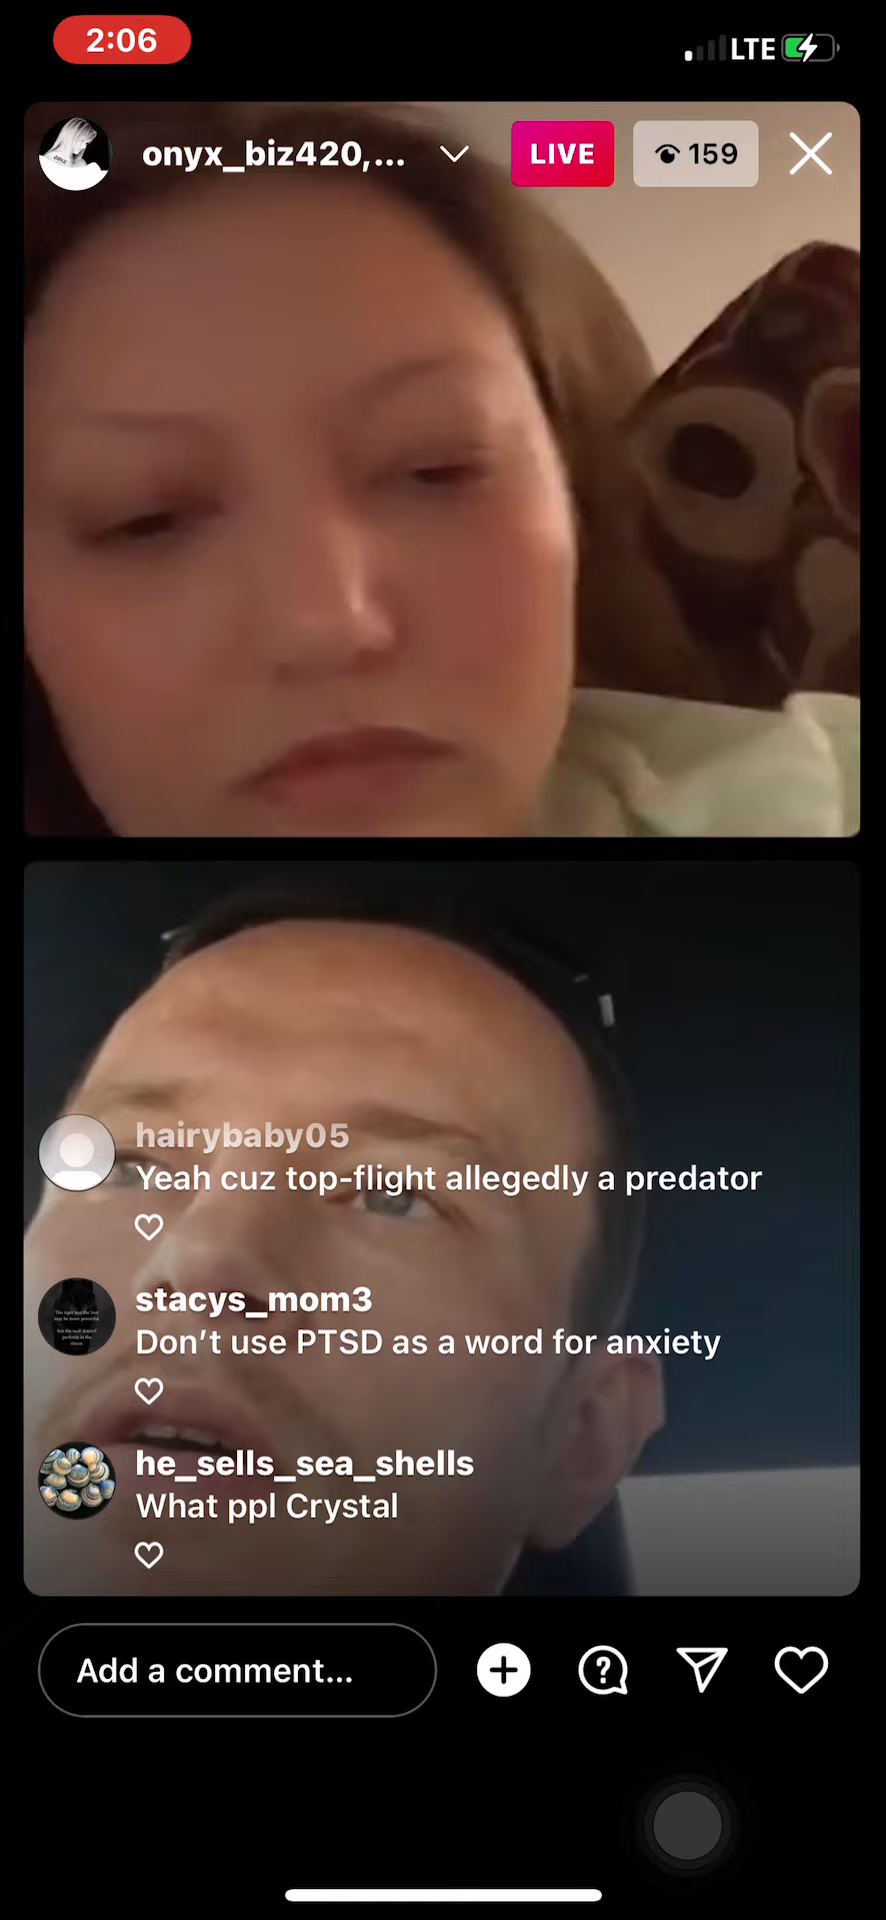 2:06
LTE
onyx_biz420,...
LIVE
159
hairybaby05
Yeah cuz top-flight allegedly a predator
stacys_mom3
Don’t use PTSD as a word for anxiety
he_sells_sea_shells
What ppl Crystal
Add a comment...